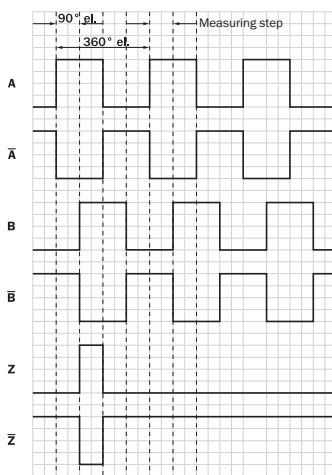 90° el.
Measuring step
360° el.
A
A̅
B
B̅
Z
Z̅